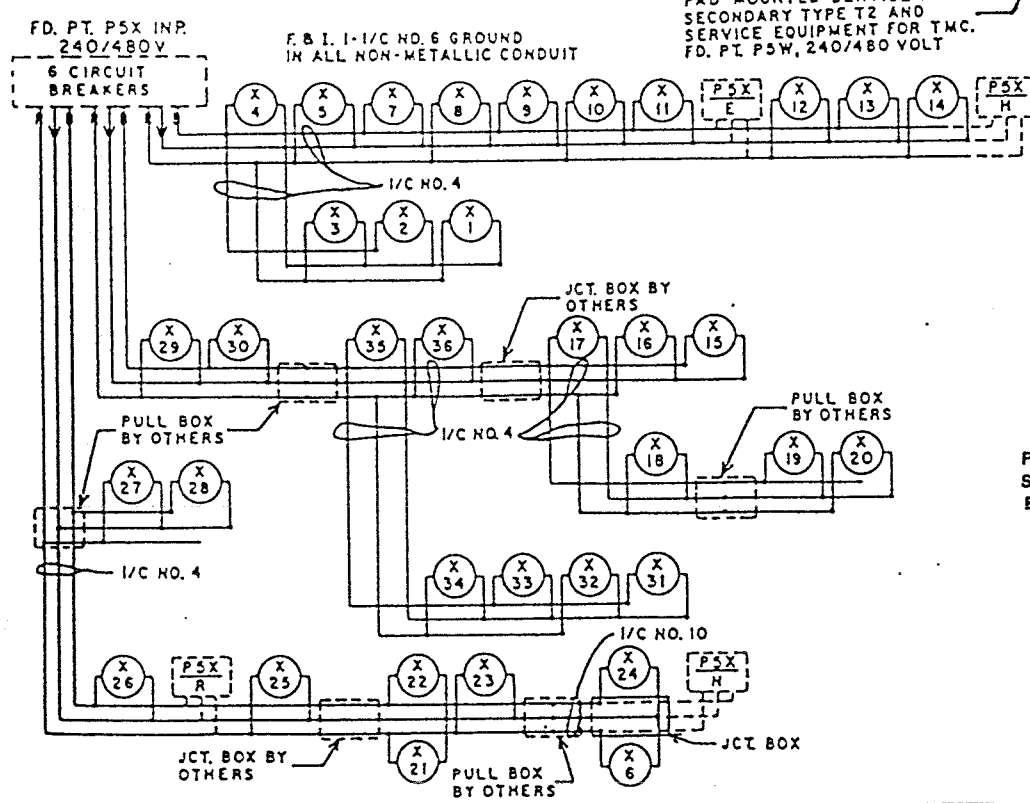 PAD MOUNTED SERVICE,
SECONDARY TYPE T2 AND
SERVICE EQUIPMENT FOR TMC.
FD. PT. P5W, 240/480 VOLT
FD. PT. P5X INP.
240/480V
6 CIRCUIT
BREAKERS
F. & I. 1-1/C NO. 6 GROUND
IN ALL NON-METALLIC CONDUIT
X
4
X
5
X
7
X
8
X
9
X
10
X
11
P5X
E
X
12
X
13
X
14
P5X
H
1/C NO. 4
X
3
X
2
X
1
JCT. BOX BY
OTHERS
X
29
X
30
X
35
X
36
X
17
X
16
X
15
PULL BOX
BY OTHERS
1/C NO. 4
PULL BOX
BY OTHERS
X
18
X
19
X
20
X
27
X
28
1/C NO. 4
X
34
X
33
X
32
X
31
1/C NO. 10
X
26
P5X
R
X
25
X
22
X
23
X
24
P5X
N
JCT. BOX BY
OTHERS
X
21
PULL BOX
BY OTHERS
X
6
JCT. BOX